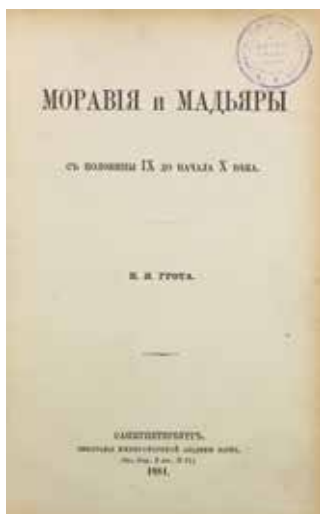 МОРАВІЯ и МАДЬЯРЫ
СЪ ПОЛОВИНЫ IX ДО НАЧАЛА X ВѢКА.
К. Я. ГРОТА.
САНКТПЕТЕРБУРГЪ.
ТИПОГРАФІЯ ИМПЕРАТОРСКОЙ АКАДЕМІИ НАУКЪ.
1881.